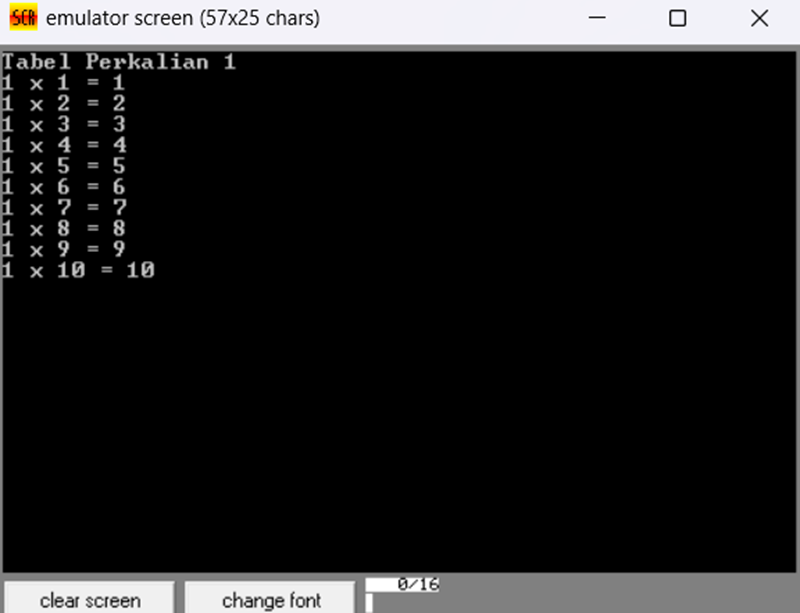 SCR emulator screen (57x25 chars)
Tabel Perkalian 1
1 x 1 = 1
1 x 2 = 2
1 x 3 = 3
1 x 4 = 4
1 x 5 = 5
1 x 6 = 6
1 x 7 = 7
1 x 8 = 8
1 x 9 = 9
1 x 10 = 10
clear screen change font 0/16